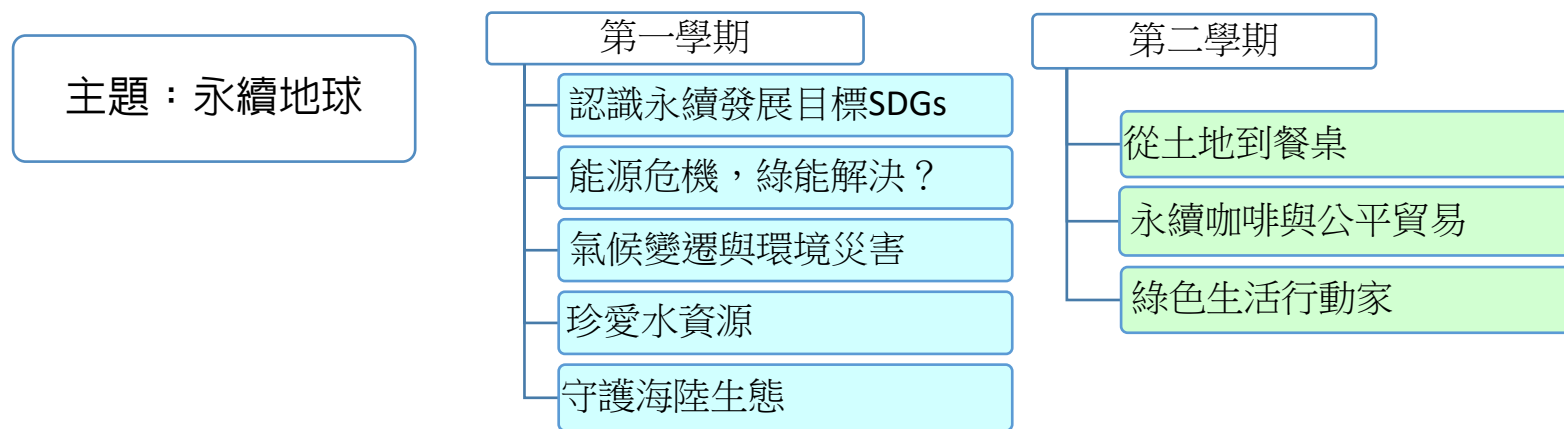 主題：永續地球
第一學期
認識永續發展目標SDGs
能源危機，綠能解決？
氣候變遷與環境災害
珍愛水資源
守護海陸生態
第二學期
從土地到餐桌
永續咖啡與公平貿易
綠色生活行動家